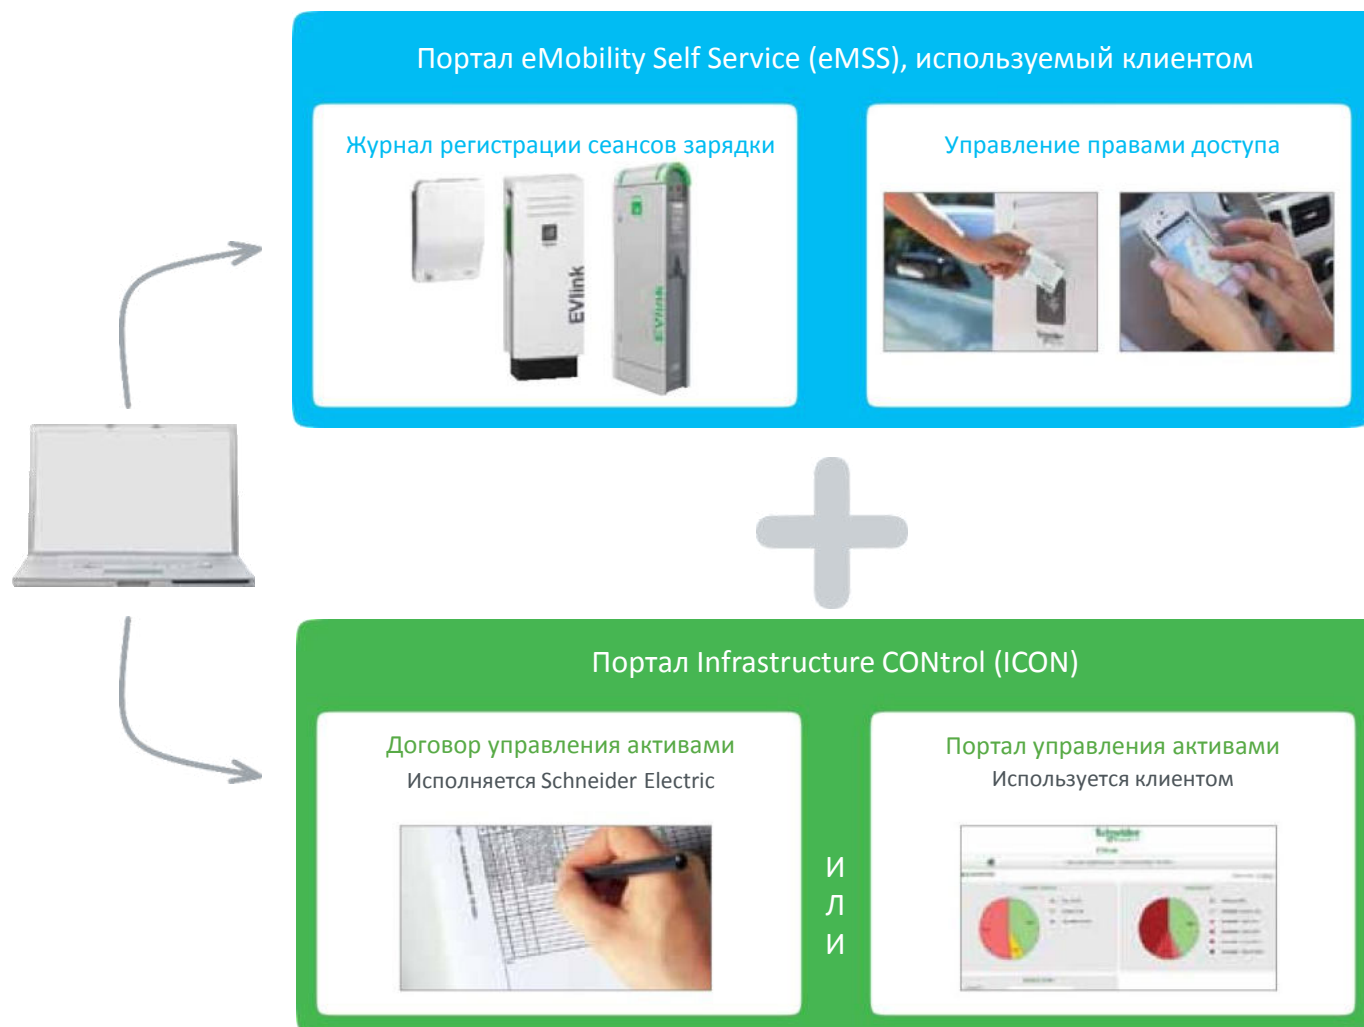 Портал eMobility Self Service (eMSS), используемый клиентом
Журнал регистрации сеансов зарядки
Управление правами доступа
EVlink
EVlink
Портал Infrastructure CONtrol (ICON)
Договор управления активами
Исполняется Schneider Electric
Портал управления активами
Используется клиентом
И
Л
И
Schneider